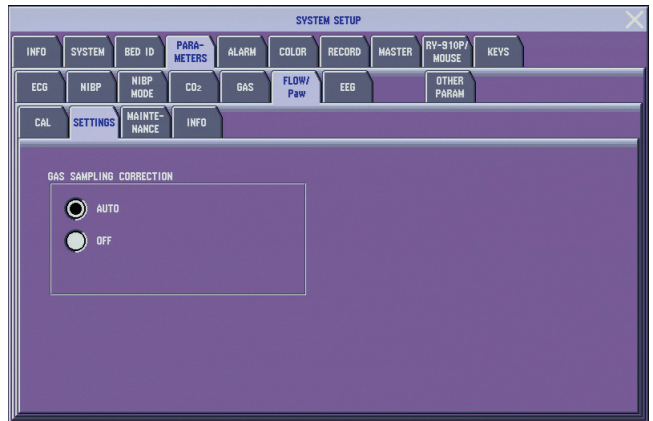 SYSTEM SETUP
INFO SYSTEM BED ID PARA-
METERS ALARM COLOR RECORD MASTER RY-910P/
MOUSE KEYS
ECG NIBP NIBP
MODE CO₂ GAS FLOW/
Paw EEG OTHER
PARAM
CAL SETTINGS MAINTE-
NANCE INFO
GAS SAMPLING CORRECTION
AUTO
OFF